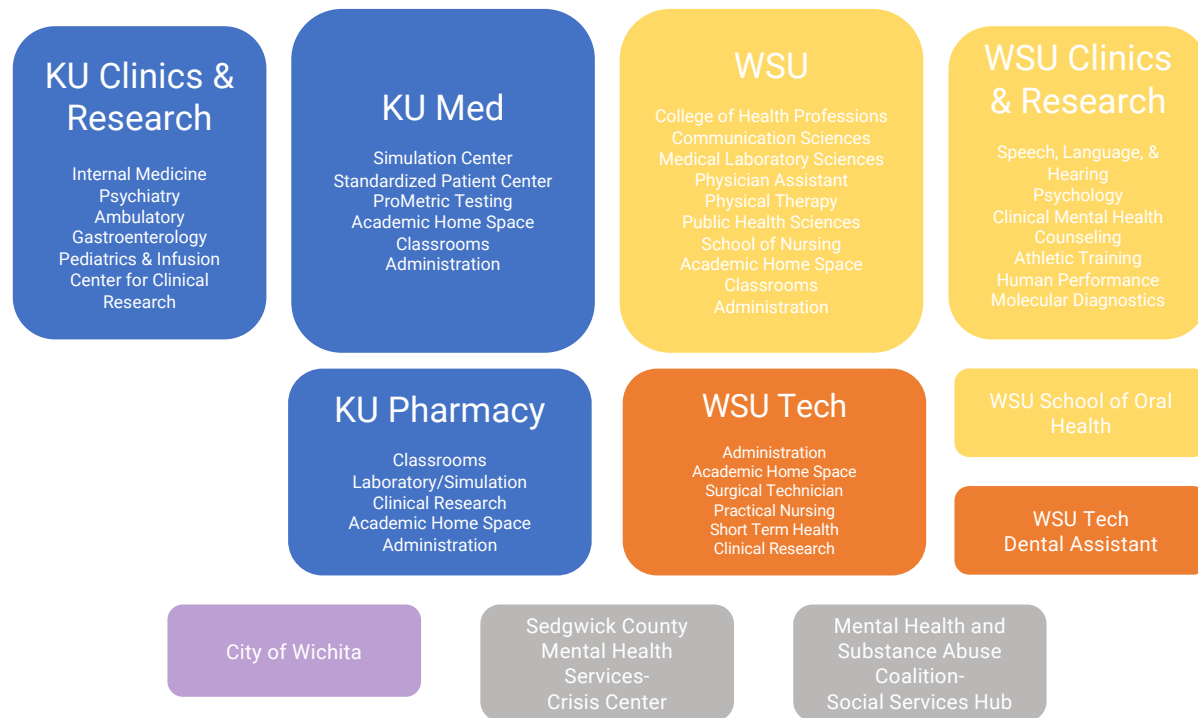 KU Clinics &
Research
Internal Medicine
Psychiatry
Ambulatory
Gastroenterology
Pediatrics & Infusion
Center for Clinical
Research
KU Med
Simulation Center
Standardized Patient Center
ProMetric Testing
Academic Home Space
Classrooms
Administration
WSU
College of Health Professions
Communication Sciences
Medical Laboratory Sciences
Physician Assistant
Physical Therapy
Public Health Sciences
School of Nursing
Academic Home Space
Classrooms
Administration
WSU Clinics
& Research
Speech, Language, &
Hearing
Psychology
Clinical Mental Health
Counseling
Athletic Training
Human Performance
Molecular Diagnostics
KU Pharmacy
Classrooms
Laboratory/Simulation
Clinical Research
Academic Home Space
Administration
WSU Tech
Administration
Academic Home Space
Surgical Technician
Practical Nursing
Short Term Health
Clinical Research
WSU School of Oral
Health
WSU Tech
Dental Assistant
City of Wichita
Sedgwick County
Mental Health
Services-
Crisis Center
Mental Health and
Substance Abuse
Coalition-
Social Services Hub